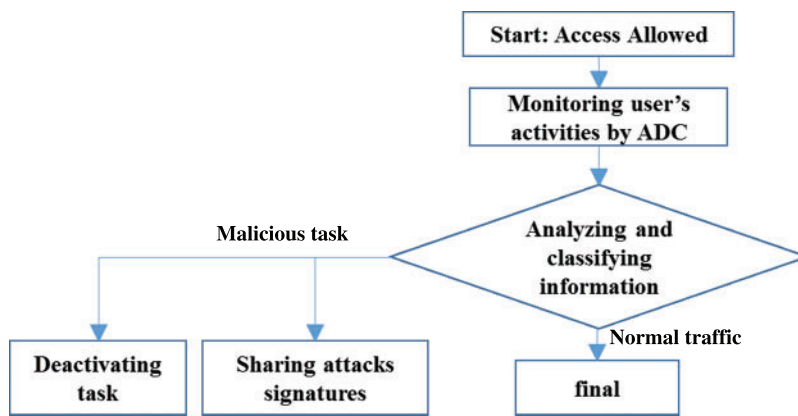 Start: Access Allowed
Monitoring user's
activities by ADC
Analyzing and
classifying
information
Malicious task
Normal traffic
Deactivating
task
Sharing attacks
signatures
final